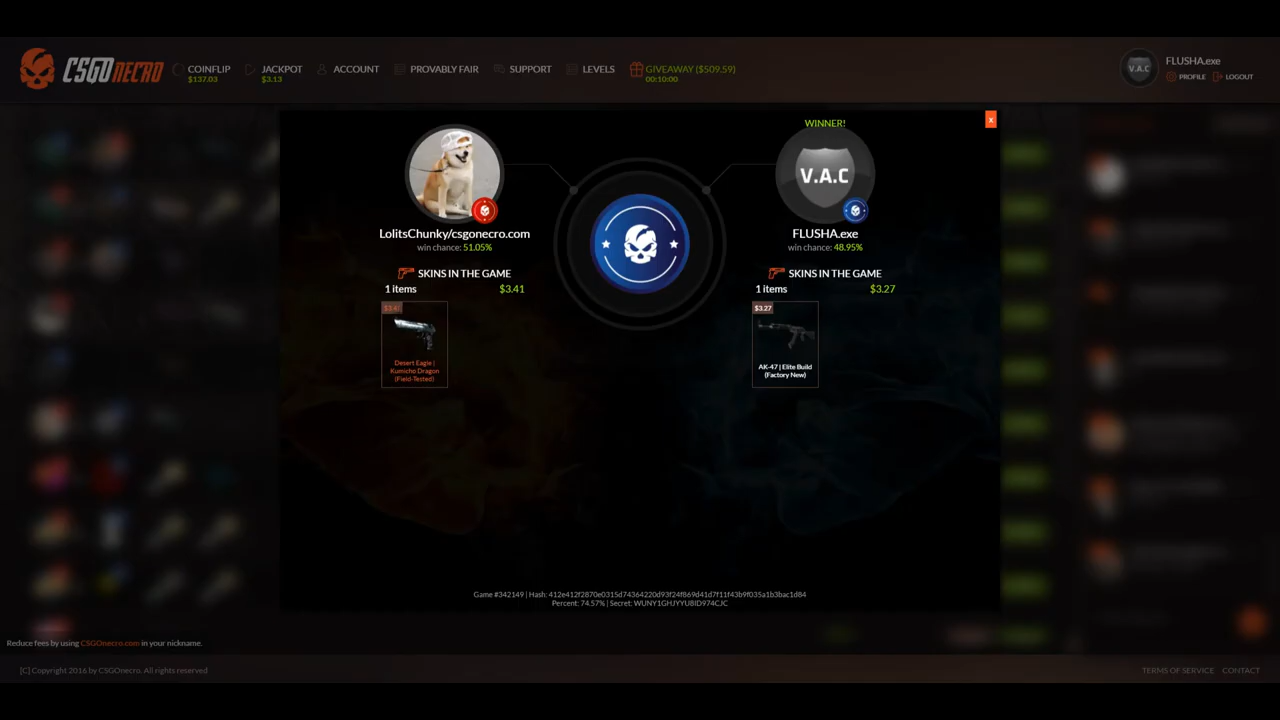 CSGOnecro
COINFLIP
$137.03
JACKPOT
$3.13
ACCOUNT
PROVABLY FAIR
SUPPORT
LEVELS
GIVEAWAY ($509.59)
00:10:00
V.A.C
FLUSHA.exe
PROFILE
LOGOUT
x
WINNER!
V.A.C
LolitsChunky/csgonecro.com
win chance: 51.05%
FLUSHA.exe
win chance: 48.95%
SKINS IN THE GAME
1 items $3.41
SKINS IN THE GAME
1 items $3.27
$3.41
Desert Eagle |
Kumicho Dragon
(Field-Tested)
$3.27
AK-47 | Elite Build
(Factory New)
Game #342149 | Hash: 412e412f2870e0315d74364220d93f24f869d41d7f11f43b9f035a1b3bac1d84
Percent: 74.57% | Secret: WUNY1GHJYYU8ID974CJC
Reduce fees by using CSGOnecro.com in your nickname.
[C] Copyright 2016 by CSGOnecro. All rights reserved
TERMS OF SERVICE
CONTACT